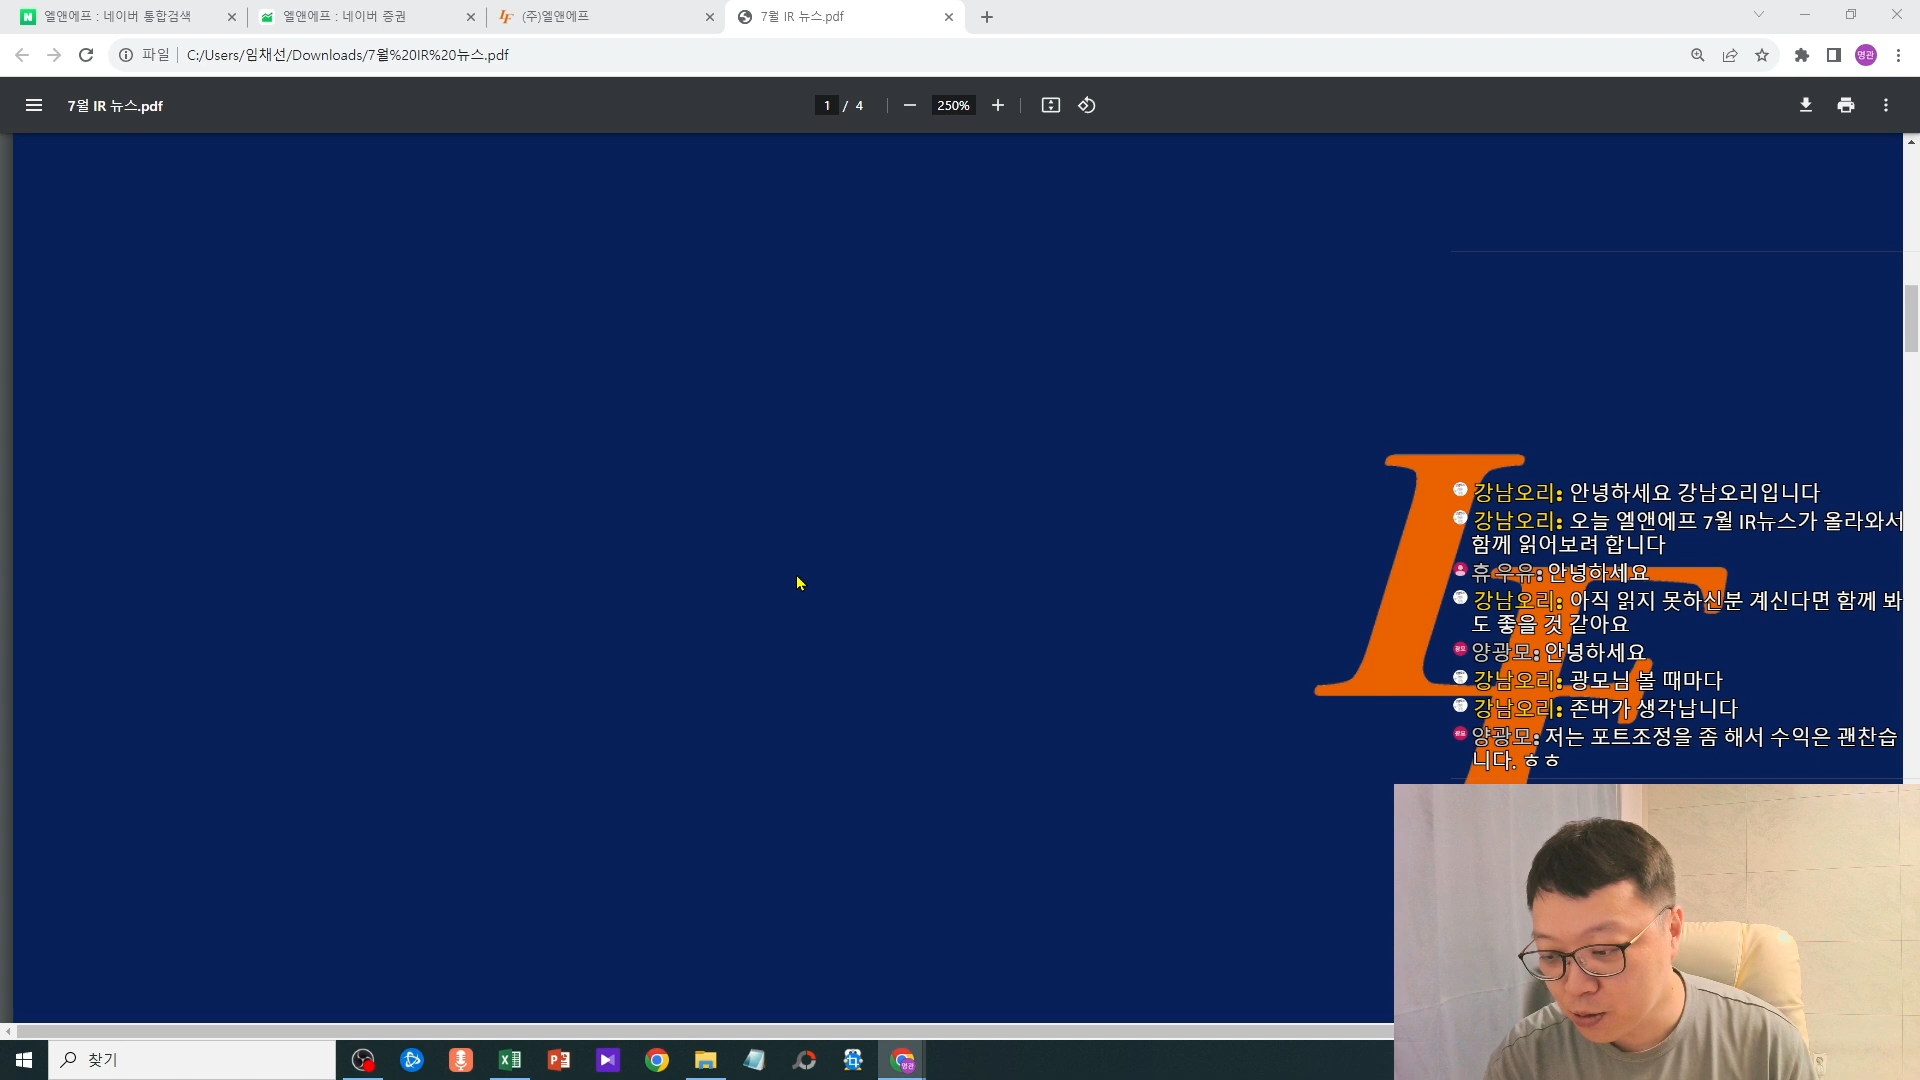 엘앤에프 : 네이버 통합검색
엘앤에프 : 네이버 증권
(주)엘앤에프
7월 IR 뉴스.pdf
파일
C:/Users/임채선/Downloads/7월%20IR%20뉴스.pdf
명관
7월 IR 뉴스.pdf
1 / 4
250%
LF
강남오리: 안녕하세요 강남오리입니다
강남오리: 오늘 엘앤에프 7월 IR뉴스가 올라와서
함께 읽어보려 합니다
휴 우유: 안녕하세요
강남오리: 아직 읽지 못하신분 계신다면 함께 봐
도 좋을 것 같아요
양광모: 안녕하세요
강남오리: 광모님 볼 때마다
강남오리: 존버가 생각납니다
양광모: 저는 포트조정을 좀 해서 수익은 괜찬습
니다. ㅎㅎ
찾기